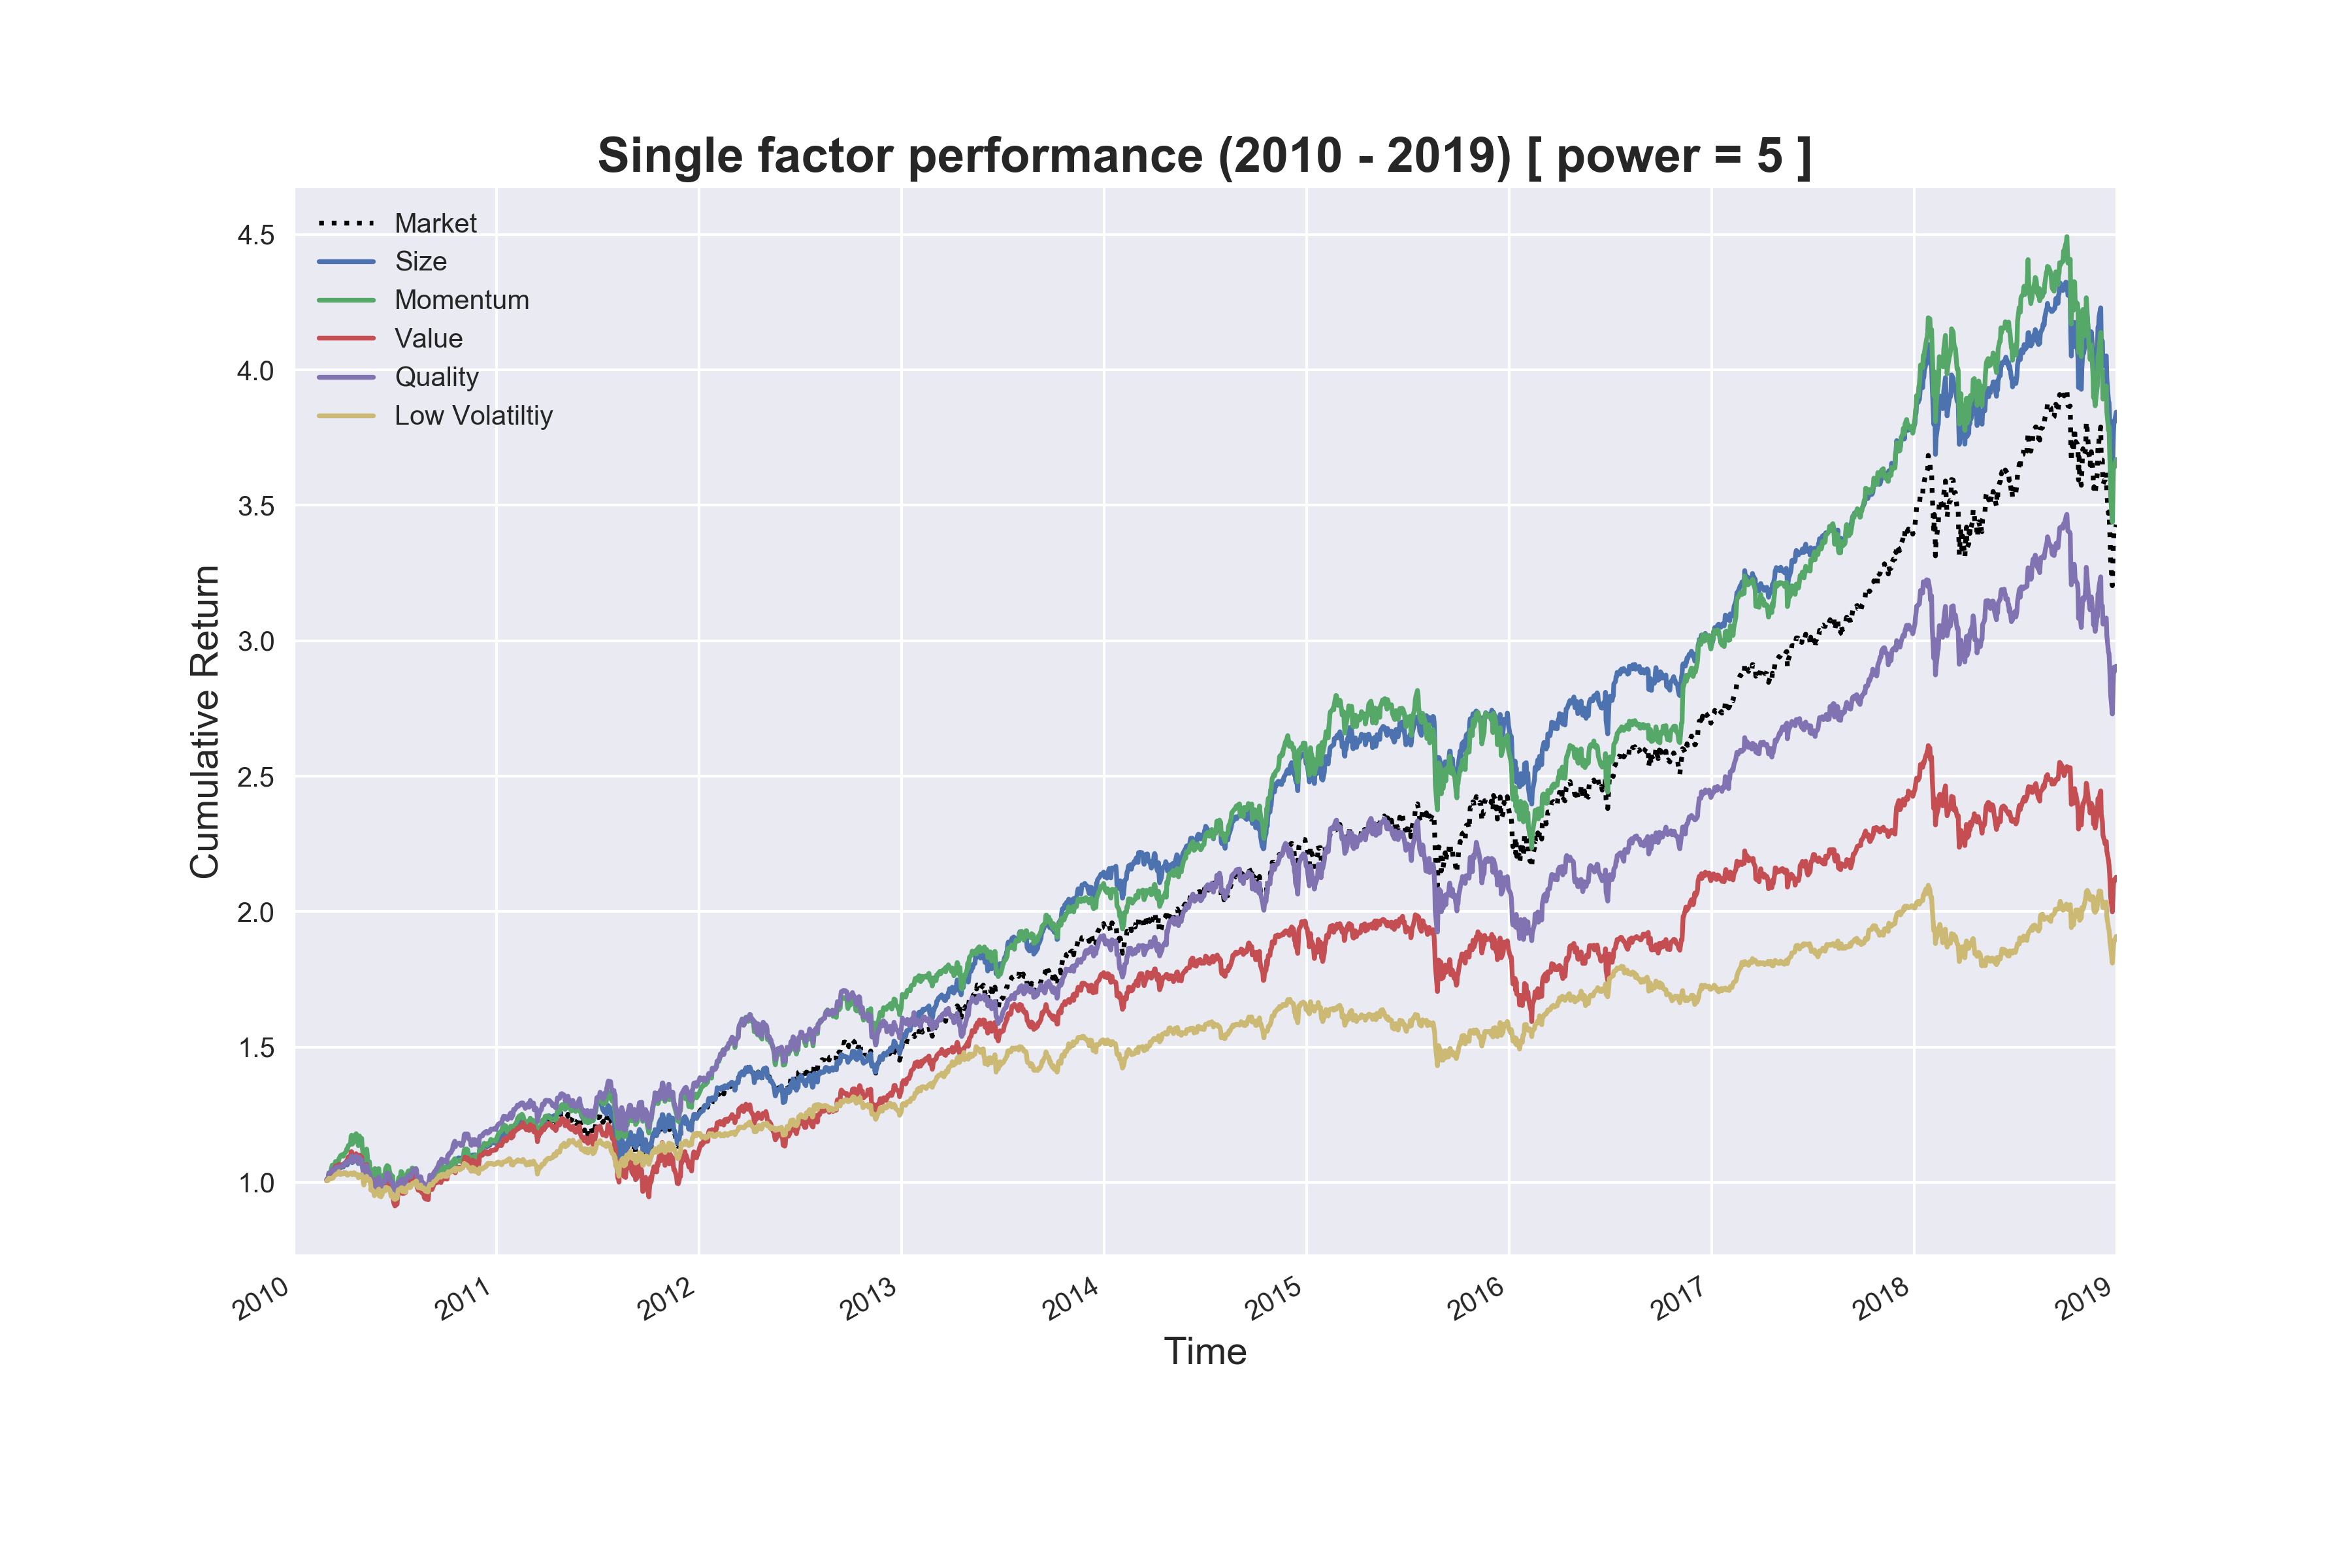 Single factor performance (2010 - 2019) [ power = 5 ]
Market
Size
Momentum
Value
Quality
Low Volatiltiy
4.5
4.0
3.5
3.0
2.5
2.0
1.5
1.0
Cumulative Return
2010
2011
2012
2013
2014
2015
2016
2017
2018
2019
Time